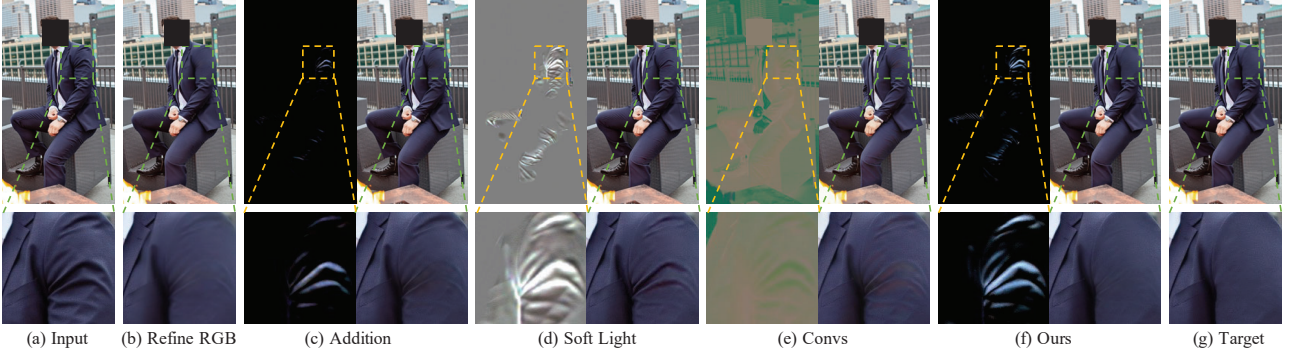 (a) Input (b) Refine RGB (c) Addition (d) Soft Light (e) Convs (f) Ours (g) Target